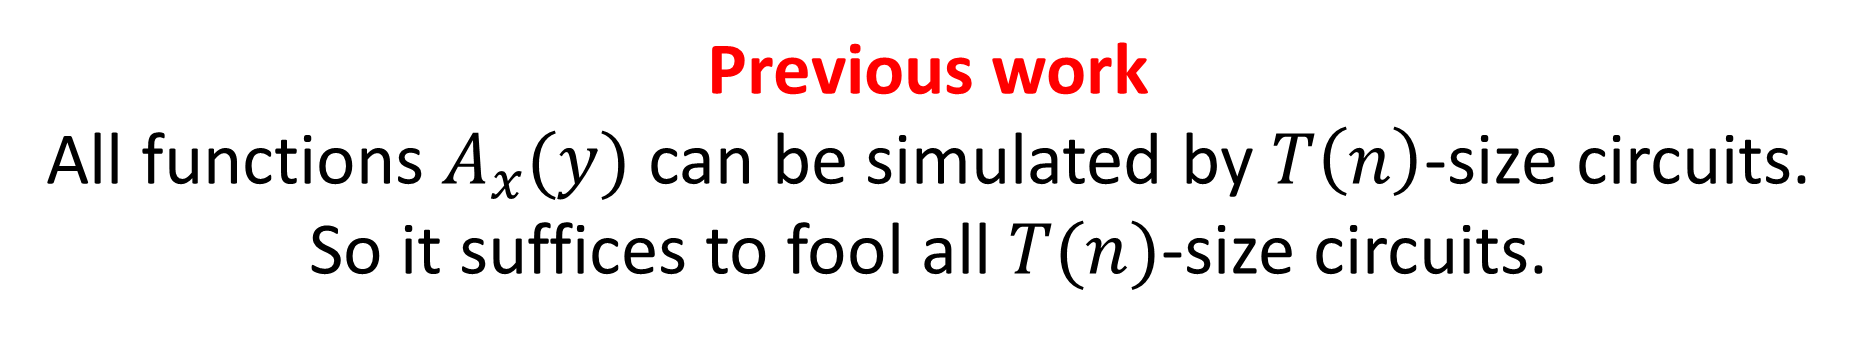 Previous work
All functions $A_x(y)$ can be simulated by $T(n)$-size circuits.
So it suffices to fool all $T(n)$-size circuits.